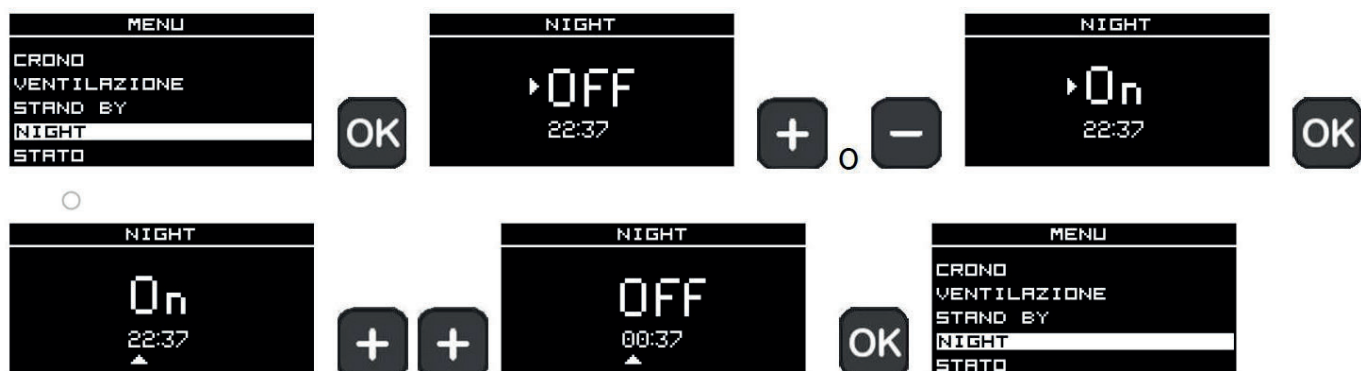 MENU
CRONO
VENTILAZIONE
STAND BY
NIGHT
STATO
OK
NIGHT
OFF
22:37
+ o -
NIGHT
On
22:37
OK
NIGHT
On
22:37
+ +
NIGHT
OFF
00:37
OK
MENU
CRONO
VENTILAZIONE
STAND BY
NIGHT
STATO